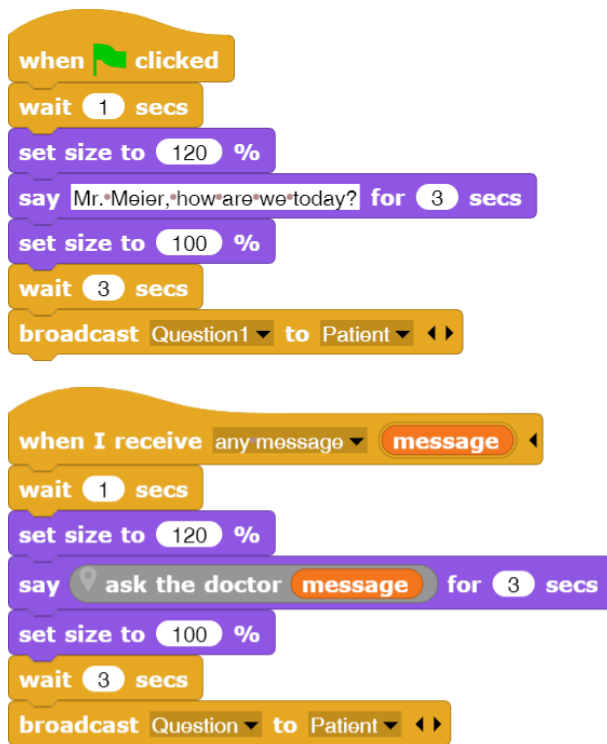 when clicked
wait 1 secs
set size to 120 %
say Mr. Meier, how are we today? for 3 secs
set size to 100 %
wait 3 secs
broadcast Question1 to Patient
when I receive any message message
wait 1 secs
set size to 120 %
say ask the doctor message for 3 secs
set size to 100 %
wait 3 secs
broadcast Question to Patient